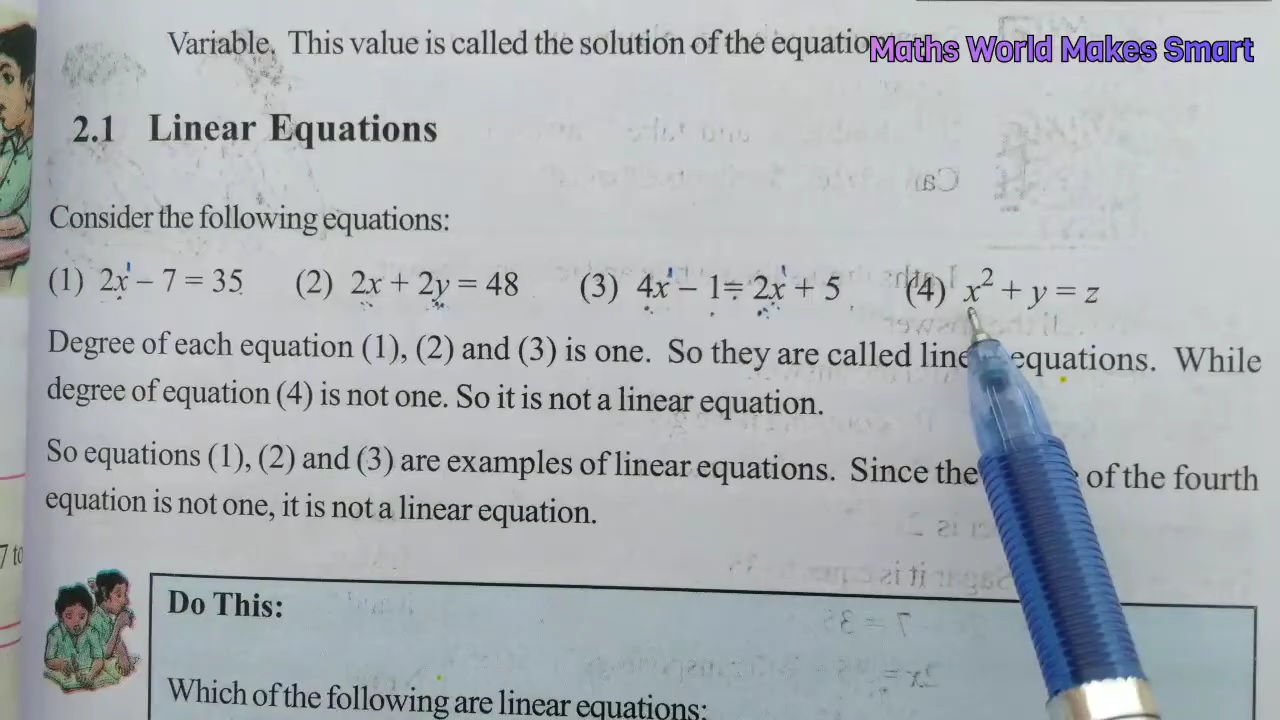 Variable. This value is called the solution of the equatio
Maths World Makes Smart
2.1 Linear Equations
Consider the following equations:
(1) 2x – 7 = 35 (2) 2x + 2y = 48 (3) 4x – 1 = 2x + 5 (4) x² + y = z
Degree of each equation (1), (2) and (3) is one. So they are called line equations. While
degree of equation (4) is not one. So it is not a linear equation.
So equations (1), (2) and (3) are examples of linear equations. Since the of the fourth
equation is not one, it is not a linear equation.
7 to
Do This:
Which of the following are linear equations: